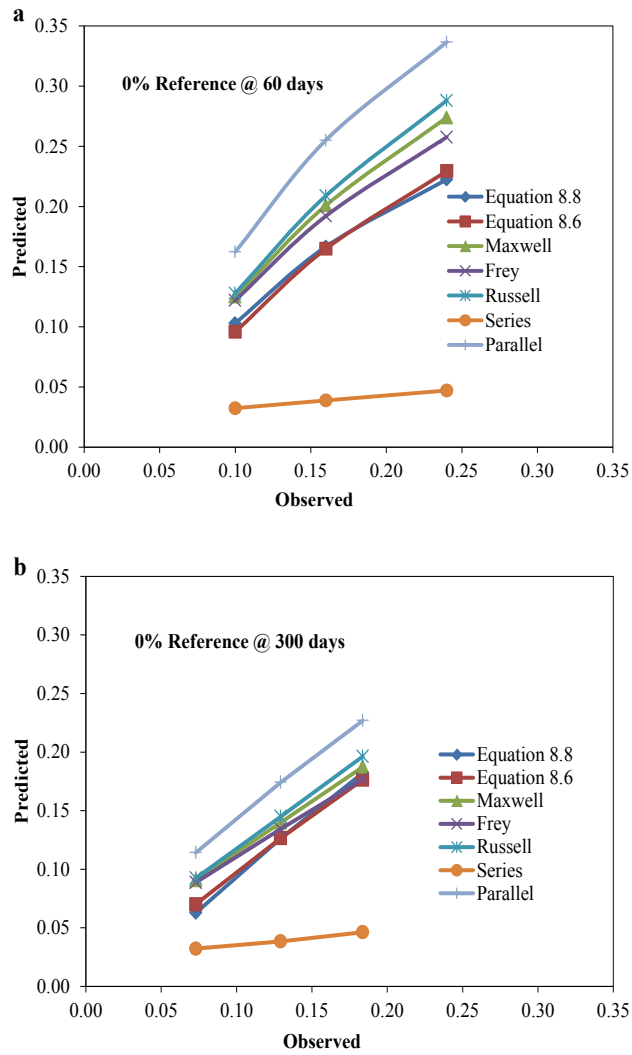 a
0.35
0.30
0.25
0.20
0.15
0.10
0.05
0.00
Predicted
0% Reference @ 60 days
Equation 8.8
Equation 8.6
Maxwell
Frey
Russell
Series
Parallel
0.00 0.05 0.10 0.15 0.20 0.25 0.30 0.35
Observed
b
0.35
0.30
0.25
0.20
0.15
0.10
0.05
0.00
Predicted
0% Reference @ 300 days
Equation 8.8
Equation 8.6
Maxwell
Frey
Russell
Series
Parallel
0.00 0.05 0.10 0.15 0.20 0.25 0.30 0.35
Observed